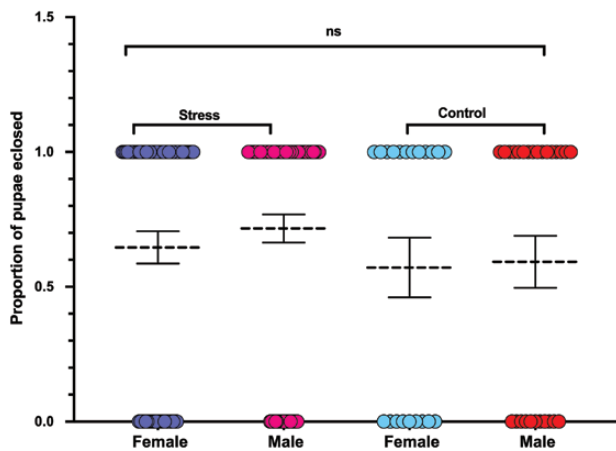 1.5
ns
Stress
Control
1.0
0.5
0.0
Proportion of pupae eclosed
Female
Male
Female
Male